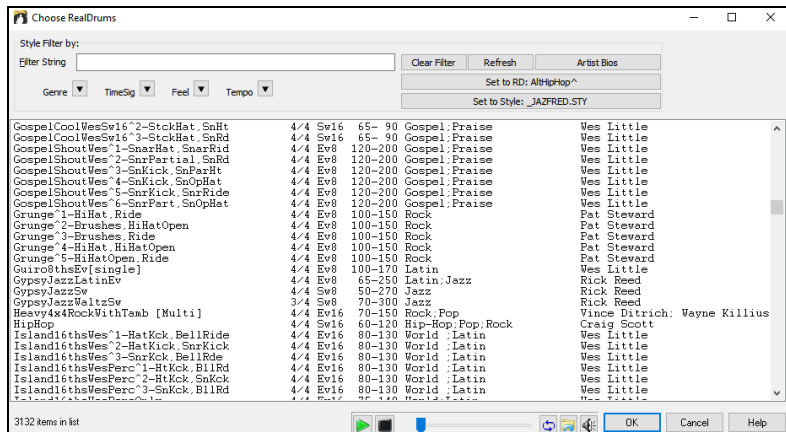 Choose RealDrums
Style Filter by:
Filter String
Clear Filter
Refresh
Artist Bios
Genre
TimeSig
Feel
Tempo
Set to RD: AltHipHop^
Set to Style: _JAZFRED.STY
GospelCoolWesSw16^2-StckHat,SnHt 4/4 Sw16 65- 90 Gospel;Praise Wes Little
GospelCoolWesSw16^3-StckHat,SnRd 4/4 Sw16 65- 90 Gospel;Praise Wes Little
GospelShoutWes^1-SnarHat,SnarRid 4/4 Ev8 120-200 Gospel;Praise Wes Little
GospelShoutWes^2-SnrPartial,SnRd 4/4 Ev8 120-200 Gospel;Praise Wes Little
GospelShoutWes^3-SnKick,SnParHt 4/4 Ev8 120-200 Gospel;Praise Wes Little
GospelShoutWes^4-SnKick,SnOpHat 4/4 Ev8 120-200 Gospel;Praise Wes Little
GospelShoutWes^5-SnrKick,SnrRide 4/4 Ev8 120-200 Gospel;Praise Wes Little
GospelShoutWes^6-SnrPart,SnOpHat 4/4 Ev8 120-200 Gospel;Praise Wes Little
Grunge^1-HiHat,Ride 4/4 Ev8 100-150 Rock Pat Steward
Grunge^2-Brushes,HiHatOpen 4/4 Ev8 100-150 Rock Pat Steward
Grunge^3-Brushes,Ride 4/4 Ev8 100-150 Rock Pat Steward
Grunge^4-HiHat,HiHatOpen 4/4 Ev8 100-150 Rock Pat Steward
Grunge^5-HiHatOpen,Ride 4/4 Ev8 100-150 Rock Pat Steward
Guiro8thsEv[single] 4/4 Ev8 100-170 Latin Wes Little
GypsyJazzLatinEv 4/4 Ev8 65-250 Latin;Jazz Rick Reed
GypsyJazzSw 4/4 Sw8 50-270 Jazz Rick Reed
GypsyJazzWaltzSw 3/4 Sw8 70-300 Jazz Rick Reed
Heavy4x4RockWithTamb [Multi] 4/4 Ev16 70-150 Rock;Pop Vince Ditrich; Wayne Killius
HipHop 4/4 Sw16 60-120 Hip-Hop;Pop;Rock Craig Scott
Island16thsWes^1-HatKck,BellRide 4/4 Ev16 80-130 World ;Latin Wes Little
Island16thsWes^2-HatKick,SnrKick 4/4 Ev16 80-130 World ;Latin Wes Little
Island16thsWes^3-SnrKck,BellRde 4/4 Ev16 80-130 World ;Latin Wes Little
Island16thsWesPerc^1-HtKck,BllRd 4/4 Ev16 80-130 World ;Latin Wes Little
Island16thsWesPerc^2-HtKck,SnKck 4/4 Ev16 80-130 World ;Latin Wes Little
Island16thsWesPerc^3-SnKck,BllRd 4/4 Ev16 80-130 World ;Latin Wes Little
3132 items in list
OK
Cancel
Help